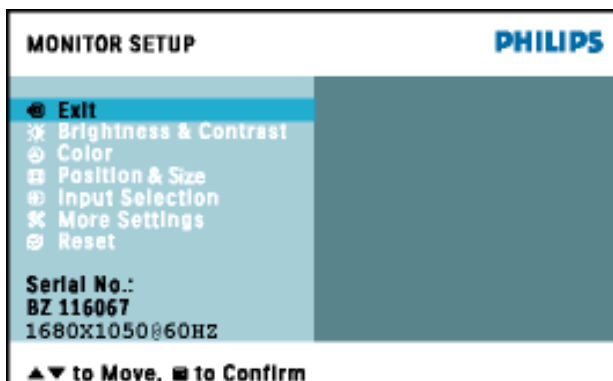 MONITOR SETUP
PHILIPS
Exit
Brightness & Contrast
Color
Position & Size
Input Selection
More Settings
Reset
Serial No.:
BZ 116067
1680X1050@60HZ
▲▼ to Move, to Confirm